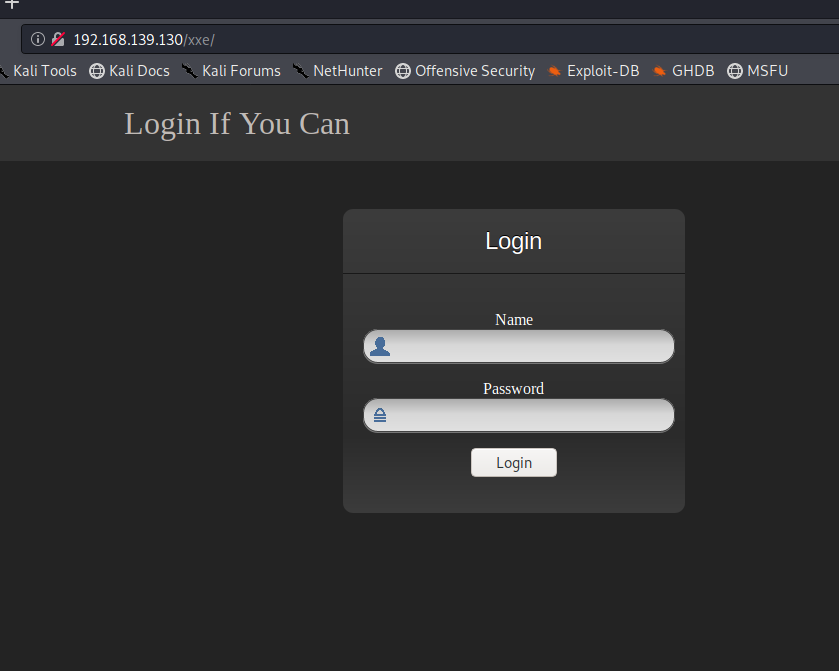 192.168.139.130/xxe/
Kali Tools Kali Docs Kali Forums NetHunter Offensive Security Exploit-DB GHDB MSFU
Login If You Can
Login
Name
Password
Login